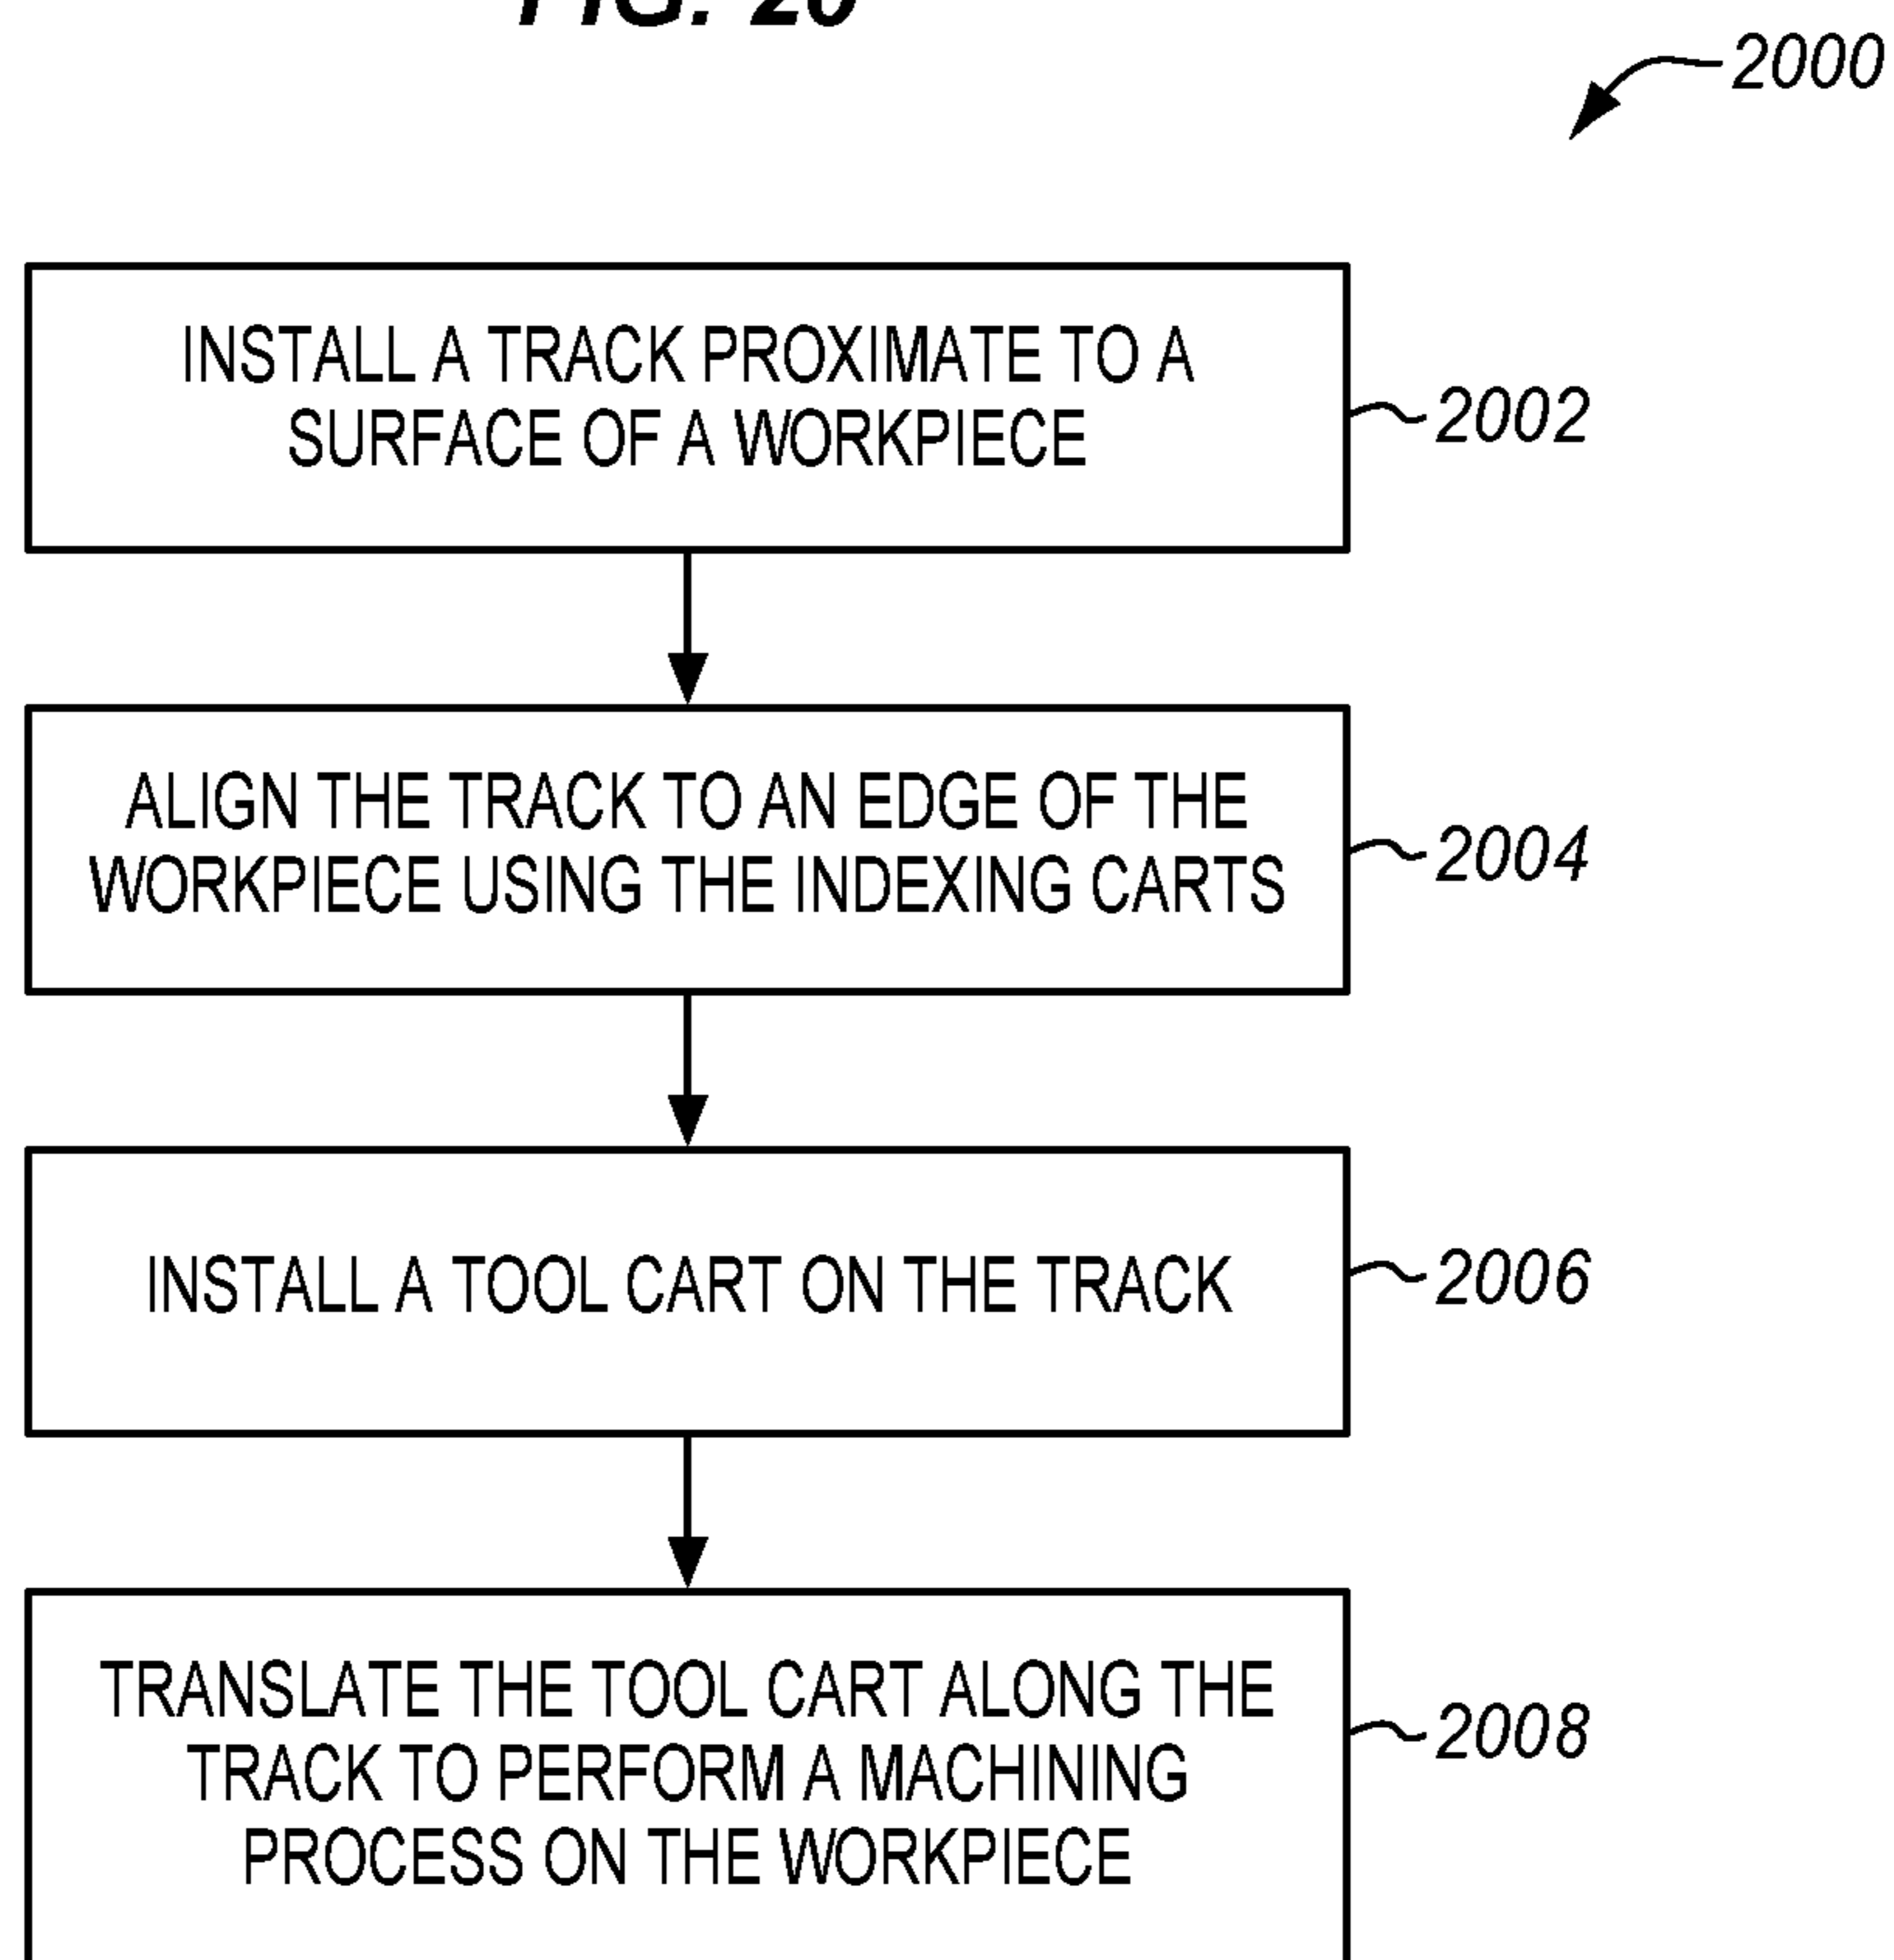 FIG. 20
2000
INSTALL A TRACK PROXIMATE TO A
SURFACE OF A WORKPIECE
2002
ALIGN THE TRACK TO AN EDGE OF THE
WORKPIECE USING THE INDEXING CARTS
2004
INSTALL A TOOL CART ON THE TRACK
2006
TRANSLATE THE TOOL CART ALONG THE
TRACK TO PERFORM A MACHINING
PROCESS ON THE WORKPIECE
2008